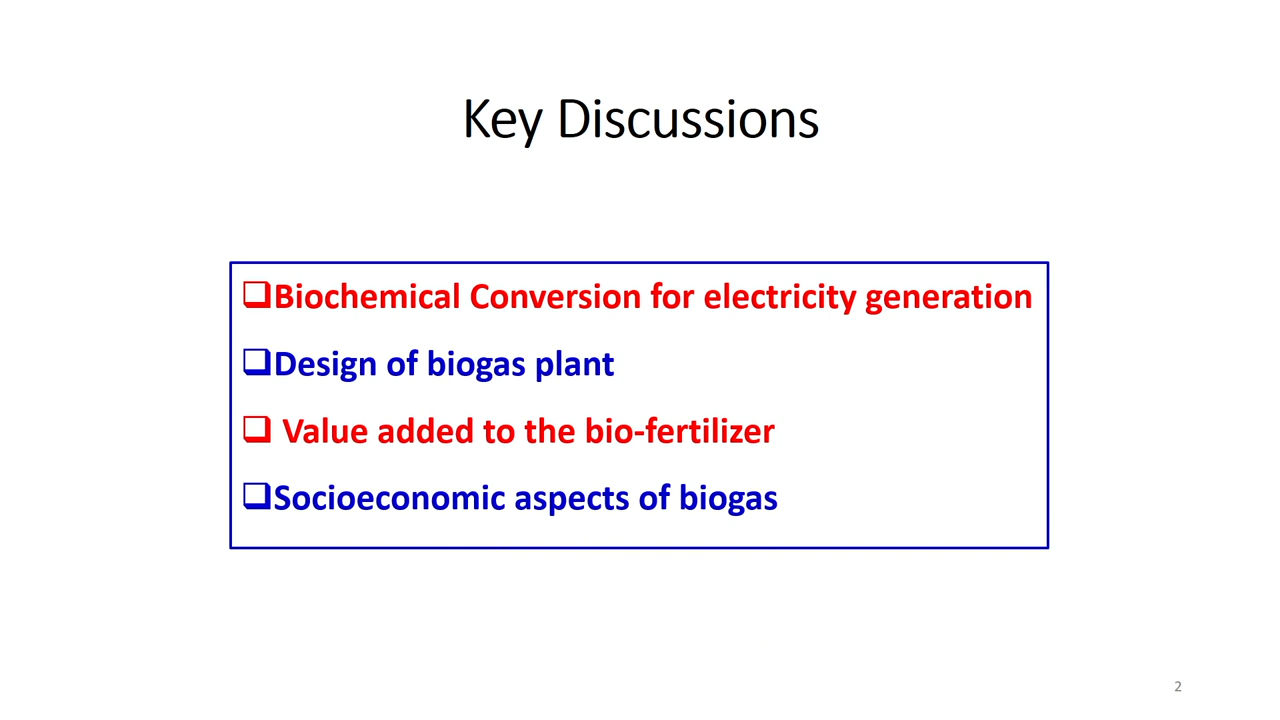 Key Discussions
❑Biochemical Conversion for electricity generation
❑Design of biogas plant
❑ Value added to the bio-fertilizer
❑Socioeconomic aspects of biogas
2